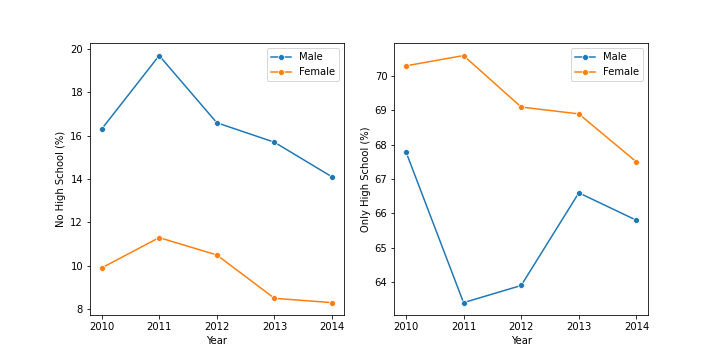 No High School (%)
20
18
16
14
12
10
8
2010 2011 2012 2013 2014
Year
Male
Female
Only High School (%)
70
69
68
67
66
65
64
2010 2011 2012 2013 2014
Year
Male
Female